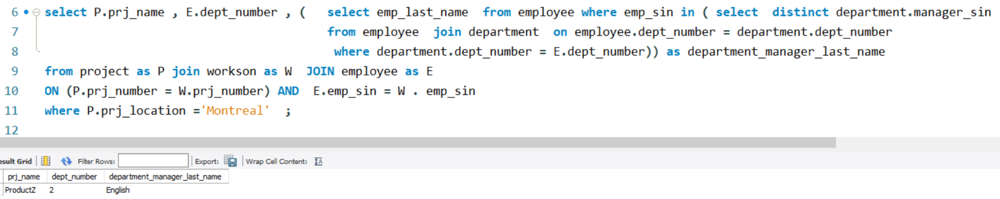 6 select P.prj_name , E.dept_number , (   select emp_last_name  from employee where emp_sin in ( select  distinct department.manager_sin
7 from employee  join department  on employee.dept_number = department.dept_number
8 where department.dept_number = E.dept_number)) as department_manager_last_name
9 from project as P join workson as W  JOIN employee as E
10 ON (P.prj_number = W.prj_number) AND  E.emp_sin = W . emp_sin
11 where P.prj_location ='Montreal'  ;
12
esult Grid Filter Rows: Export: Wrap Cell Content: IA
prj_name dept_number department_manager_last_name
ProductZ 2 English